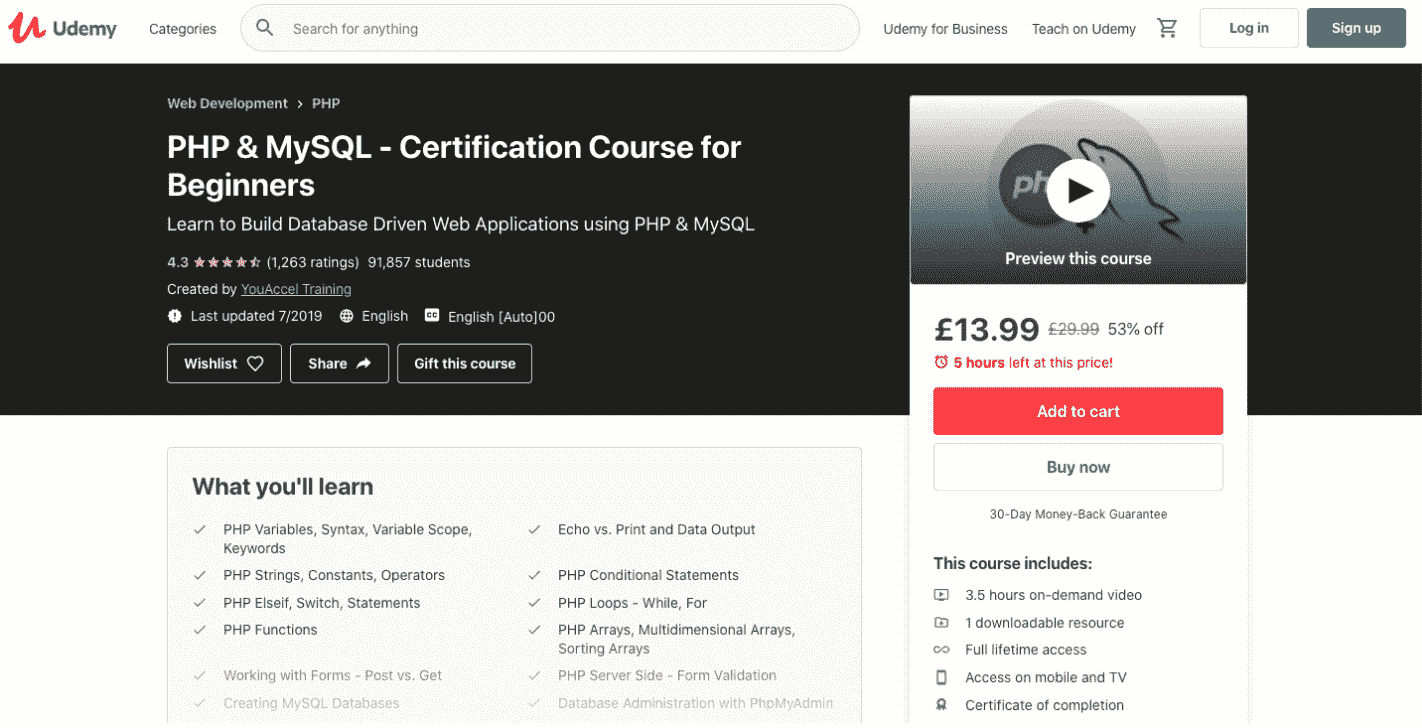 Udemy
Categories
Search for anything
Udemy for Business
Teach on Udemy
Log in
Sign up
Web Development > PHP
PHP & MySQL - Certification Course for
Beginners
Learn to Build Database Driven Web Applications using PHP & MySQL
4.3 (1,263 ratings) 91,857 students
Created by YouAccel Training
Last updated 7/2019 English CC English [Auto]00
Wishlist
Share
Gift this course
php
Preview this course
£13.99 £29.99 53% off
5 hours left at this price!
Add to cart
Buy now
30-Day Money-Back Guarantee
This course includes:
3.5 hours on-demand video
1 downloadable resource
Full lifetime access
Access on mobile and TV
Certificate of completion
What you'll learn
PHP Variables, Syntax, Variable Scope,
Keywords
Echo vs. Print and Data Output
PHP Strings, Constants, Operators
PHP Conditional Statements
PHP Elseif, Switch, Statements
PHP Loops - While, For
PHP Functions
PHP Arrays, Multidimensional Arrays,
Sorting Arrays
Working with Forms - Post vs. Get
PHP Server Side - Form Validation
Creating MySQL Databases
Database Administration with PhpMyAdmin